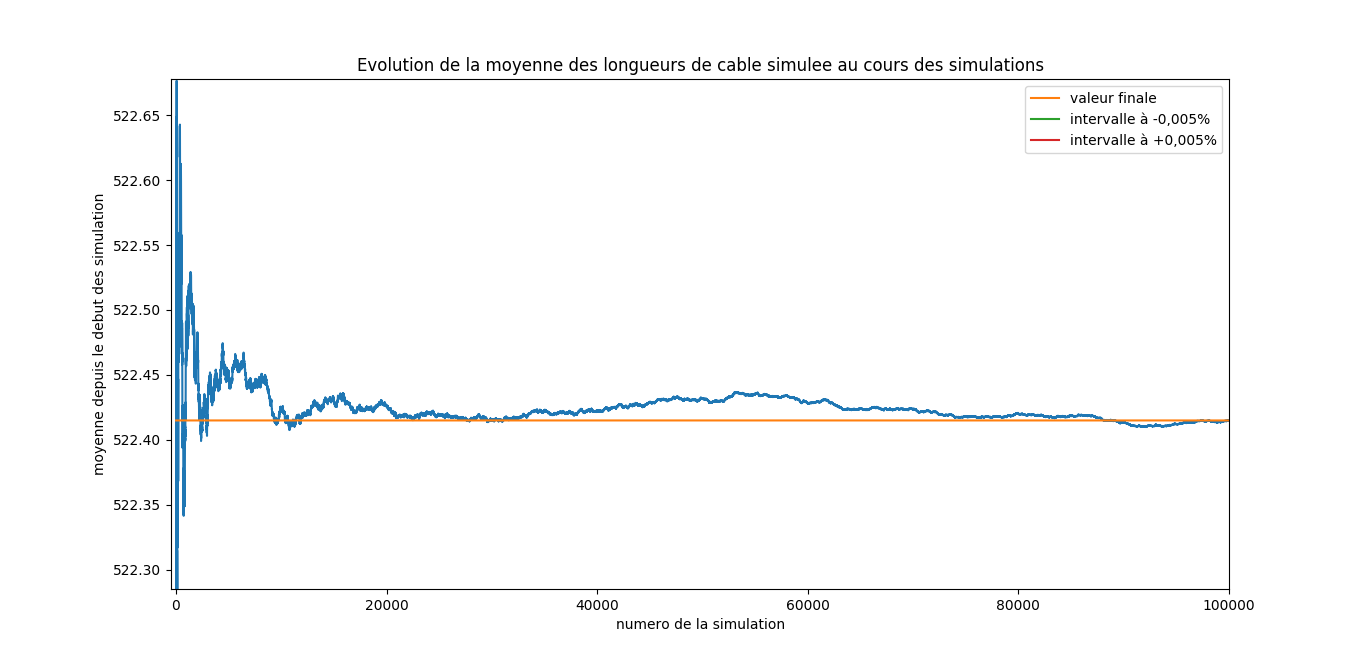 Evolution de la moyenne des longueurs de cable simulee au cours des simulations
valeur finale
intervalle à -0,005%
intervalle à +0,005%
moyenne depuis le debut des simulation
522.65
522.60
522.55
522.50
522.45
522.40
522.35
522.30
0 20000 40000 60000 80000 100000
numero de la simulation